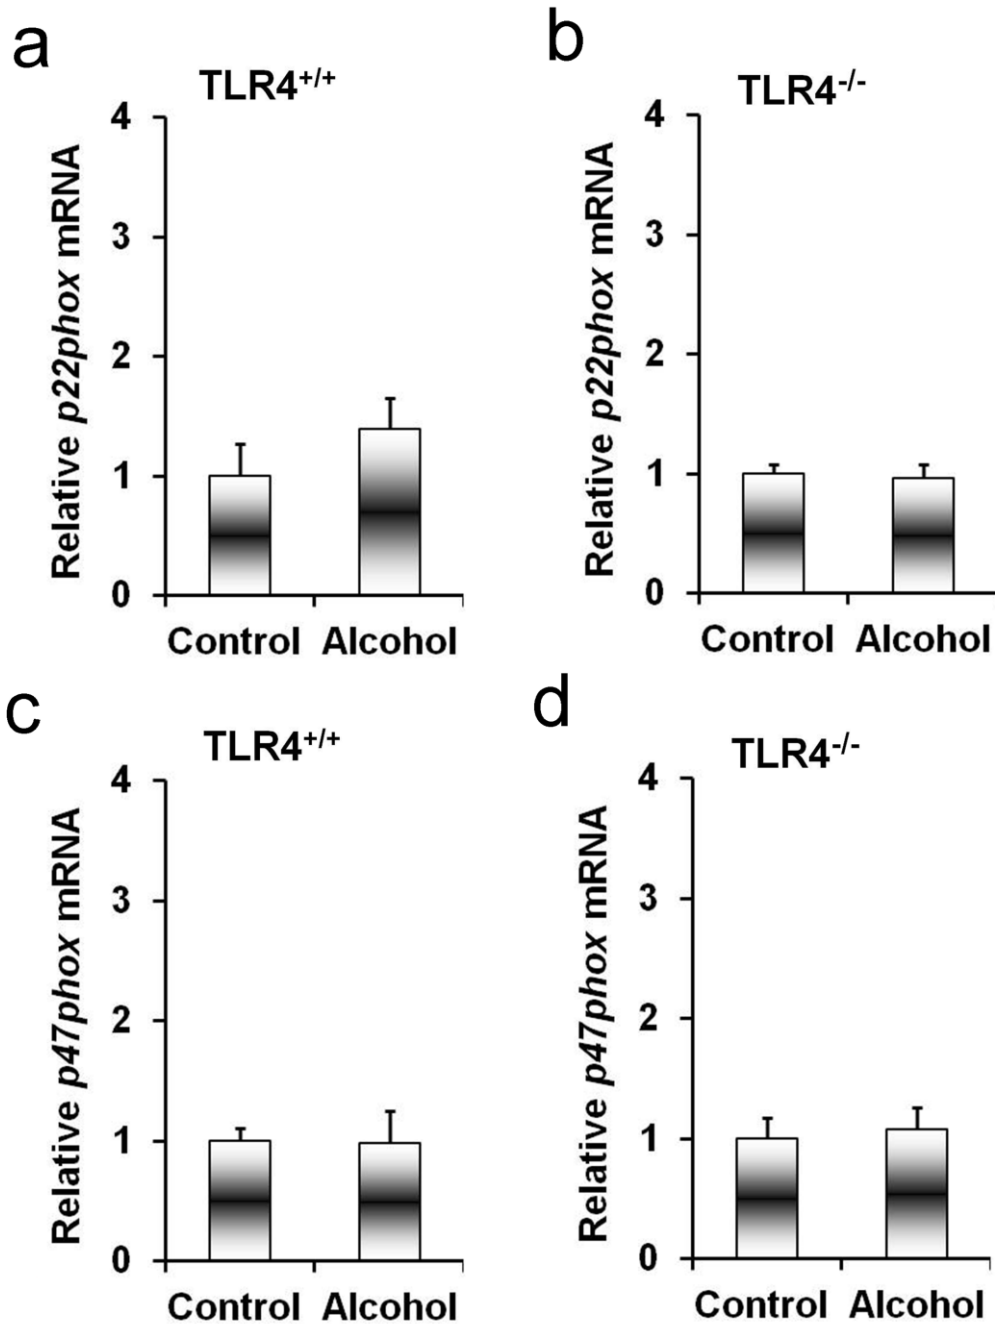 a
TLR4+/+
Relative p22phox mRNA
4
3
2
1
0
Control Alcohol
b
TLR4-/-
Relative p22phox mRNA
4
3
2
1
0
Control Alcohol
c
TLR4+/+
Relative p47phox mRNA
4
3
2
1
0
Control Alcohol
d
TLR4-/-
Relative p47phox mRNA
4
3
2
1
0
Control Alcohol